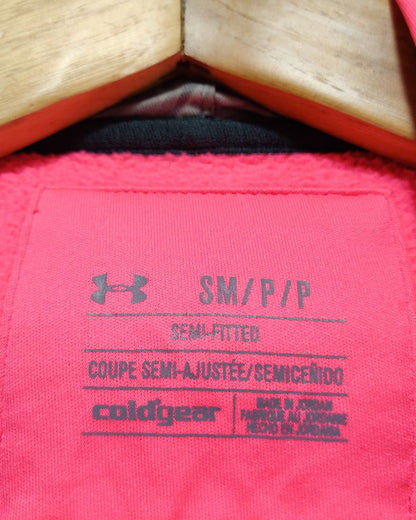 SM/P/P
SEMI-FITTED
COUPE SEMI-AJUSTÉE/SEMICEÑIDO
coldgear
MADE IN JORDAN
FABRIQUÉ AU JORDANIE
HECHO EN JORDANIA